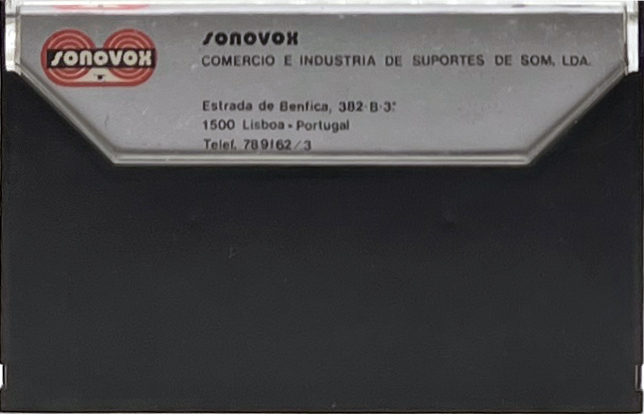 SONOVOX
SONOVOX
COMERCIO E INDUSTRIA DE SUPORTES DE SOM, LDA.
Estrada de Benfica, 382-B-3.º
1500 Lisboa - Portugal
Telef. 789162/3